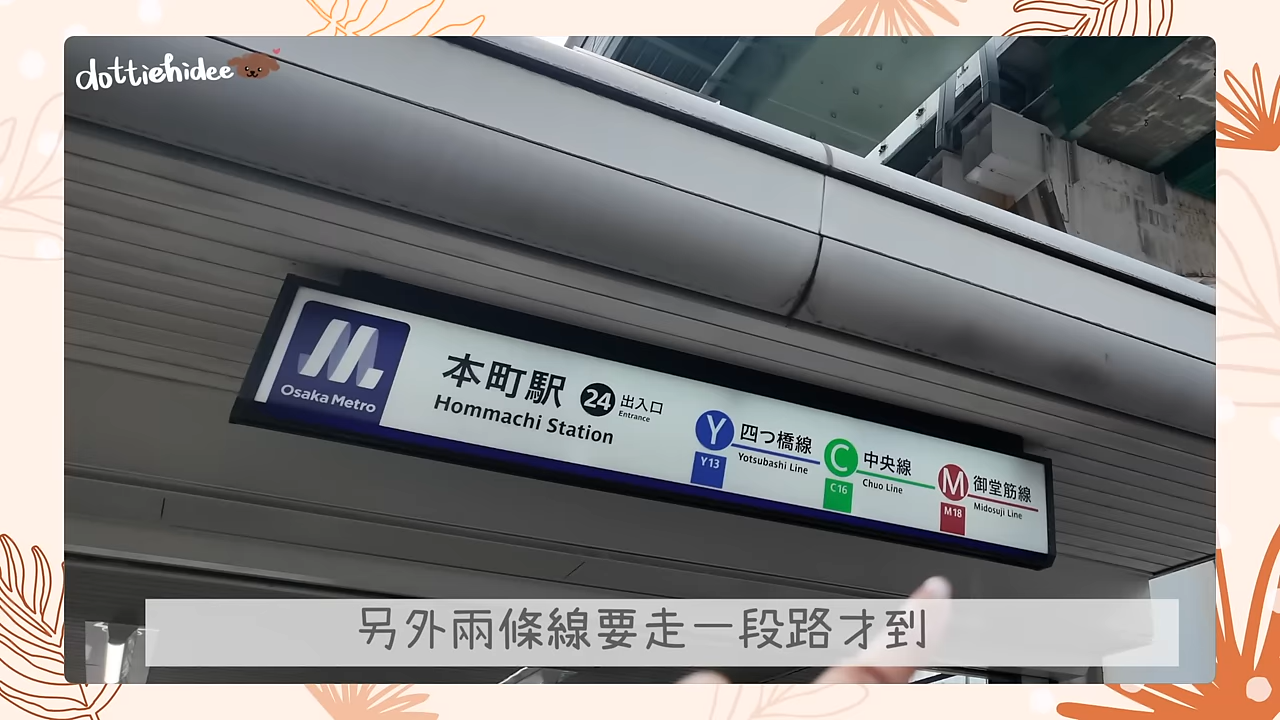 dottiehidee
Osaka Metro
本町駅
Hommachi Station
24
出入口
Entrance
Y
四つ橋線
Yotsubashi Line
Y13
C
中央線
Chuo Line
C16
M
御堂筋線
Midosuji Line
M18
另外兩條線要走一段路才到